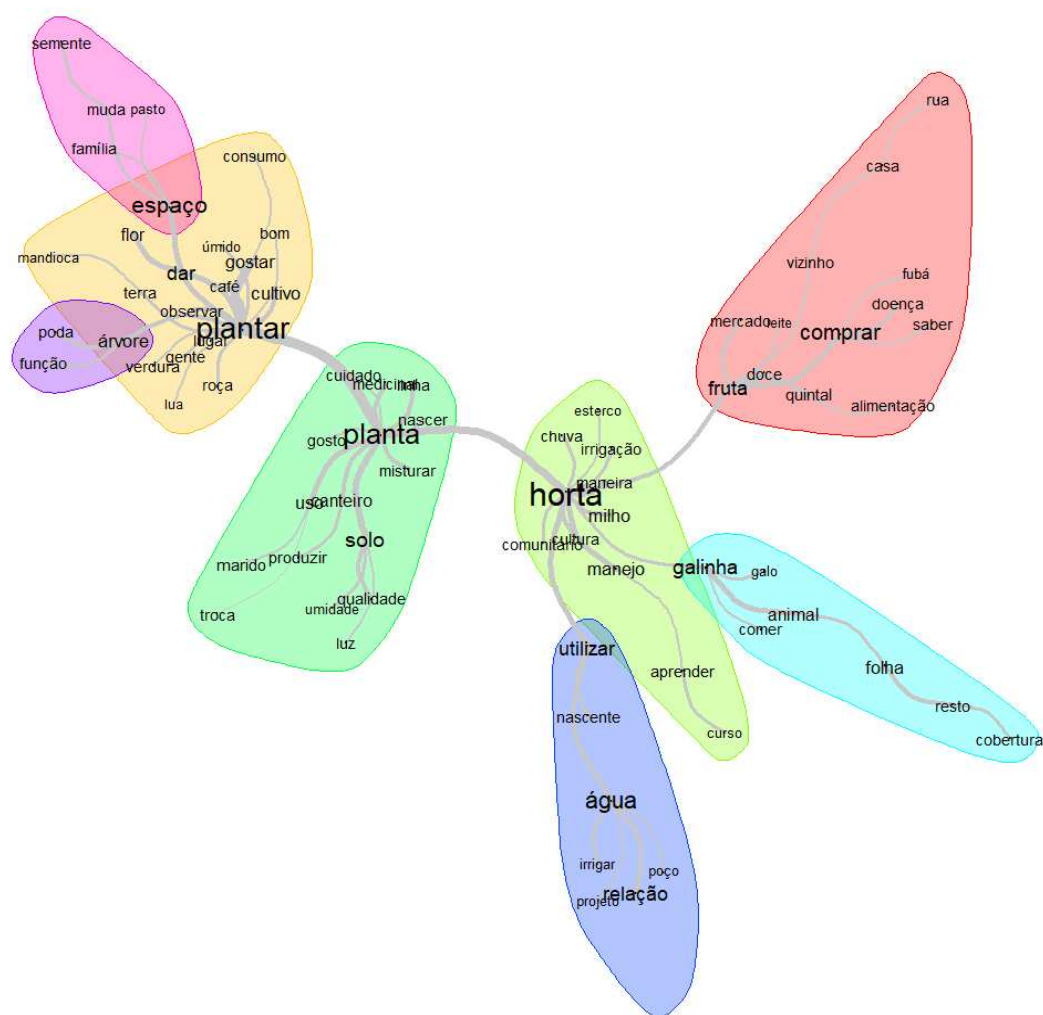 semente
muda
pasto
família
espaço
consumo
flor
bom
úmido
gostar
mandioca
dar
café
cultivo
terra
observar
plantar
poda
árvore
lugar
função
verdura
gente
roça
lua
cuidado
medicinal
nascer
planta
gosto
misturar
uso
canteiro
solo
marido
produzir
qualidade
umidade
troca
luz
esterco
chuva
irrigação
maneira
horta
milho
cultura
comunitário
manejo
aprender
curso
utilizar
nascente
água
irrigar
poço
projeto
relação
galinha
galo
animal
comer
folha
resto
cobertura
rua
casa
vizinho
fubá
doença
mercado
leite
comprar
saber
doce
fruta
quintal
alimentação